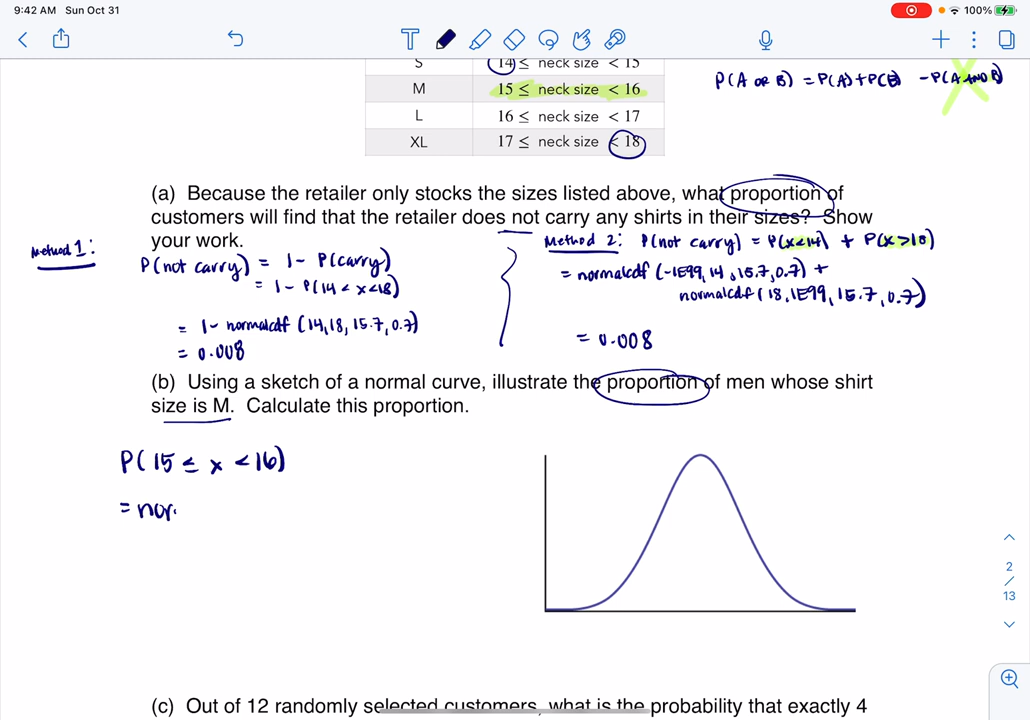 9:42 AM Sun Oct 31
100%
S 14 ≤ neck size < 15
P(A OR B) = P(A)+P(B) -P(A AND B)
M 15 ≤ neck size < 16
L 16 ≤ neck size < 17
XL 17 ≤ neck size < 18
(a) Because the retailer only stocks the sizes listed above, what proportion of
customers will find that the retailer does not carry any shirts in their sizes? Show
your work.
Method 1:
P(not carry) = 1 - P(carry)
= 1 - P(14 < x < 18)
= 1 - normalcdf (14, 18, 15.7, 0.7)
= 0.008
Method 2: P(not carry) = P(x<14) + P(x>18)
= normalcdf (-1E99, 14, 15.7, 0.7) +
normalcdf (18, 1E99, 15.7, 0.7)
= 0.008
(b) Using a sketch of a normal curve, illustrate the proportion of men whose shirt
size is M. Calculate this proportion.
P(15 ≤ x < 16)
= nor
2
/
13
(c) Out of 12 randomly selected customers, what is the probability that exactly 4